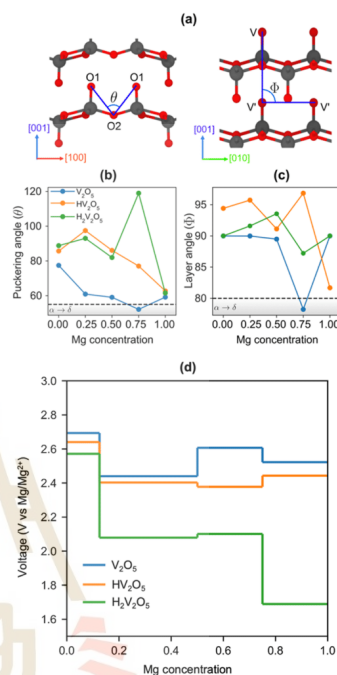 (a)
O1 O1
θ
O2
[001]
[100]
V
Φ
V' V'
[001]
[010]
(b)
V₂O₅
HV₂O₅
H₂V₂O₅
Puckering angle (θ)
120
100
80
60
α → δ
0.00 0.25 0.50 0.75 1.00
Mg concentration
(c)
Layer angle (Φ)
95
90
85
80
α → δ
0.00 0.25 0.50 0.75 1.00
Mg concentration
(d)
Voltage (V vs Mg/Mg²⁺)
3.0
2.8
2.6
2.4
2.2
2.0
1.8
1.6
V₂O₅
HV₂O₅
H₂V₂O₅
0.0 0.2 0.4 0.6 0.8 1.0
Mg concentration